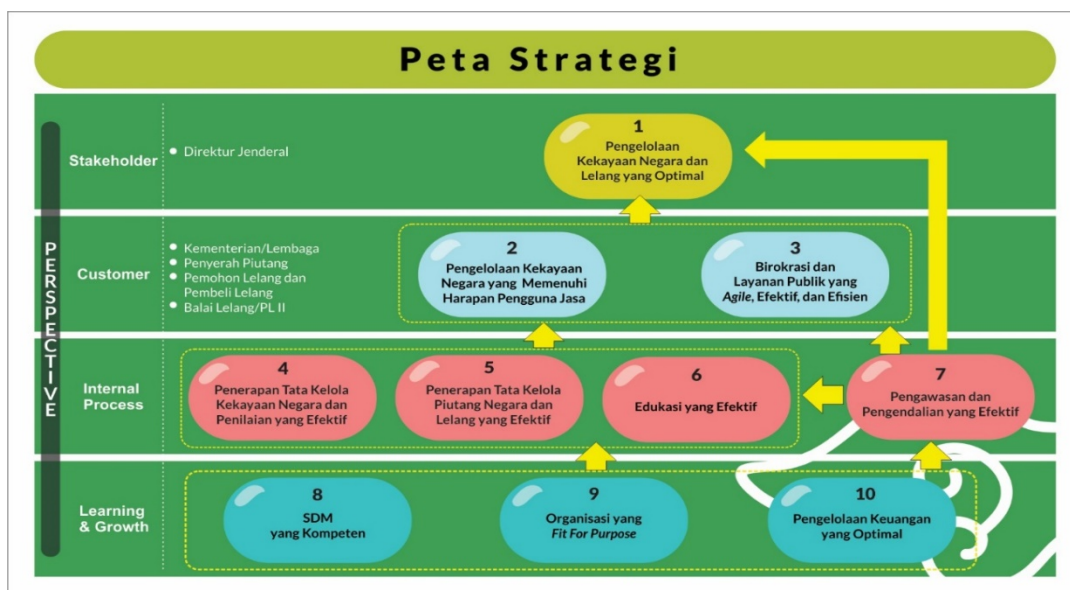 Peta Strategi
PERSPECTIVE
Stakeholder
• Direktur Jenderal
1
Pengelolaan
Kekayaan Negara dan
Lelang yang Optimal
Customer
• Kementerian/Lembaga
• Penyerah Piutang
• Pemohon Lelang dan
Pembeli Lelang
• Balai Lelang/PL II
2
Pengelolaan Kekayaan
Negara yang Memenuhi
Harapan Pengguna Jasa
3
Birokrasi dan
Layanan Publik yang
Agile, Efektif, dan Efisien
Internal
Process
4
Penerapan Tata Kelola
Kekayaan Negara dan
Penilaian yang Efektif
5
Penerapan Tata Kelola
Piutang Negara dan
Lelang yang Efektif
6
Edukasi yang Efektif
7
Pengawasan dan
Pengendalian yang Efektif
Learning
& Growth
8
SDM
yang Kompeten
9
Organisasi yang
Fit For Purpose
10
Pengelolaan Keuangan
yang Optimal